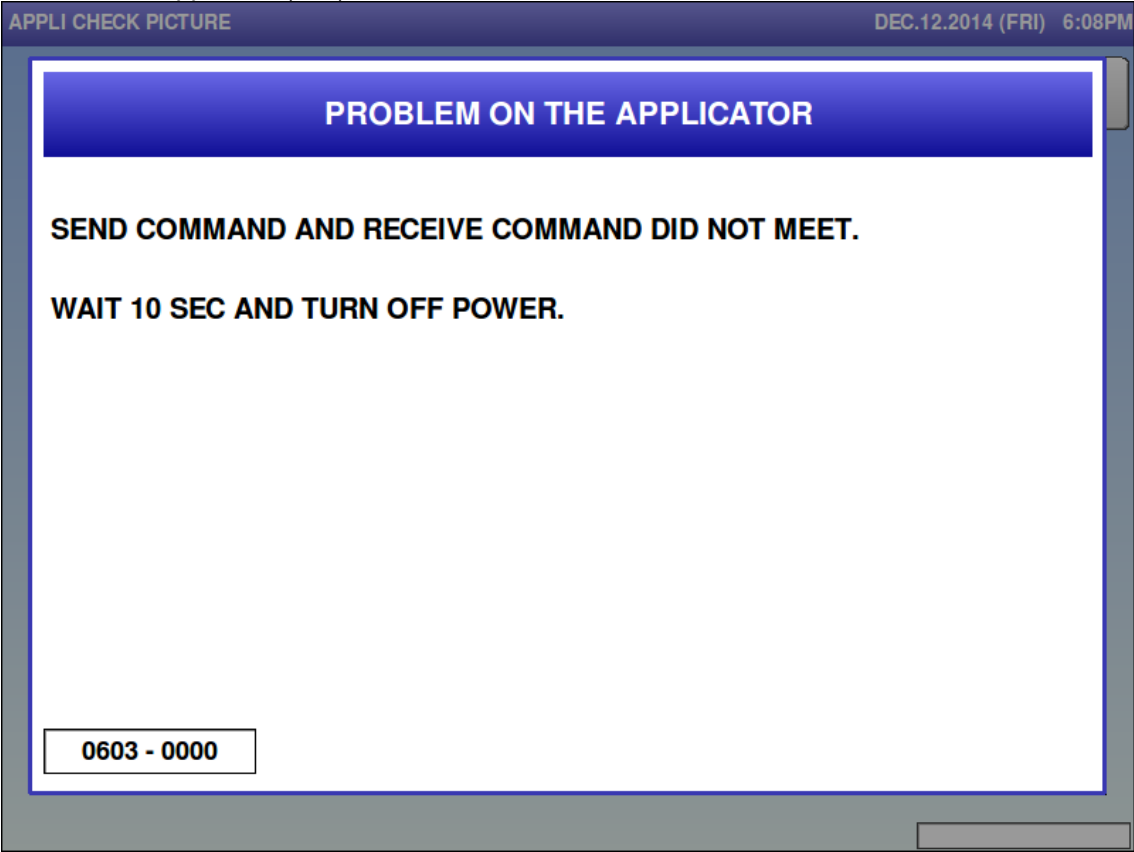 APPLI CHECK PICTURE DEC.12.2014 (FRI) 6:08PM
PROBLEM ON THE APPLICATOR
SEND COMMAND AND RECEIVE COMMAND DID NOT MEET.
WAIT 10 SEC AND TURN OFF POWER.
0603 - 0000